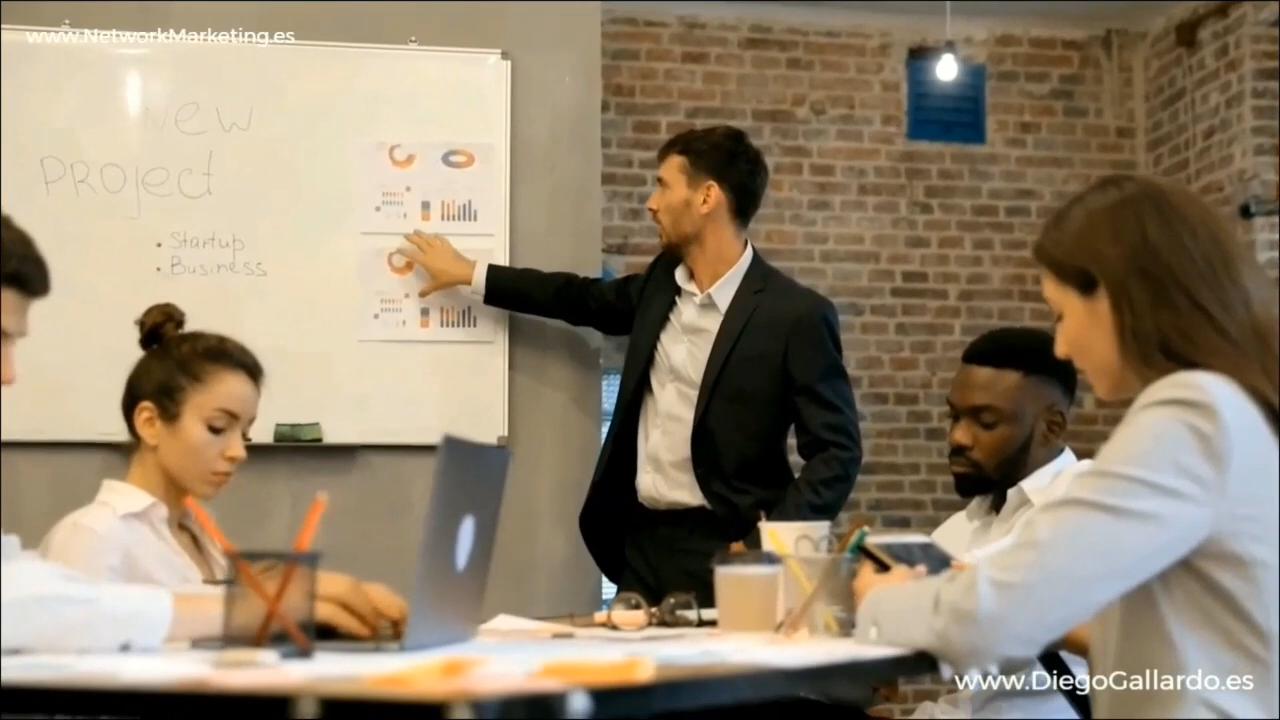 www.NetworkMarketing.es
New
PROJECT
• Startup
• Business
www.DiegoGallardo.es